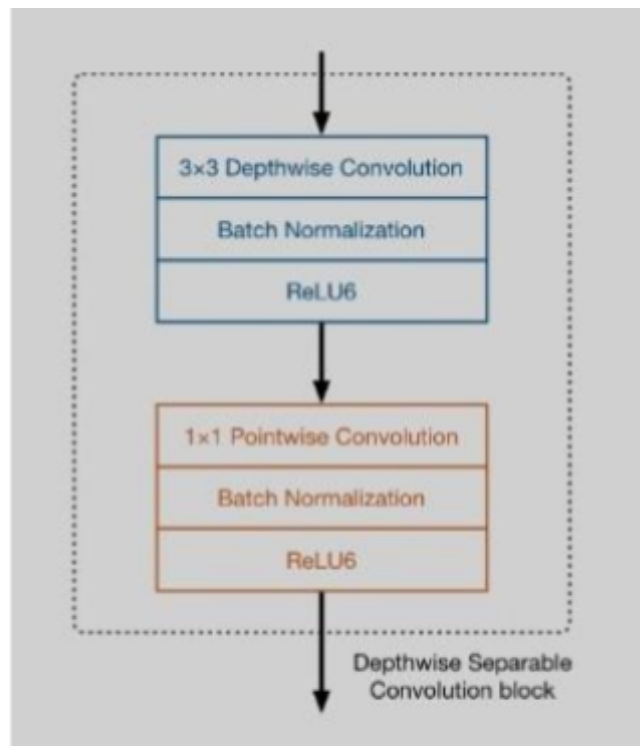 3×3 Depthwise Convolution
Batch Normalization
ReLU6
1×1 Pointwise Convolution
Batch Normalization
ReLU6
Depthwise Separable
Convolution block